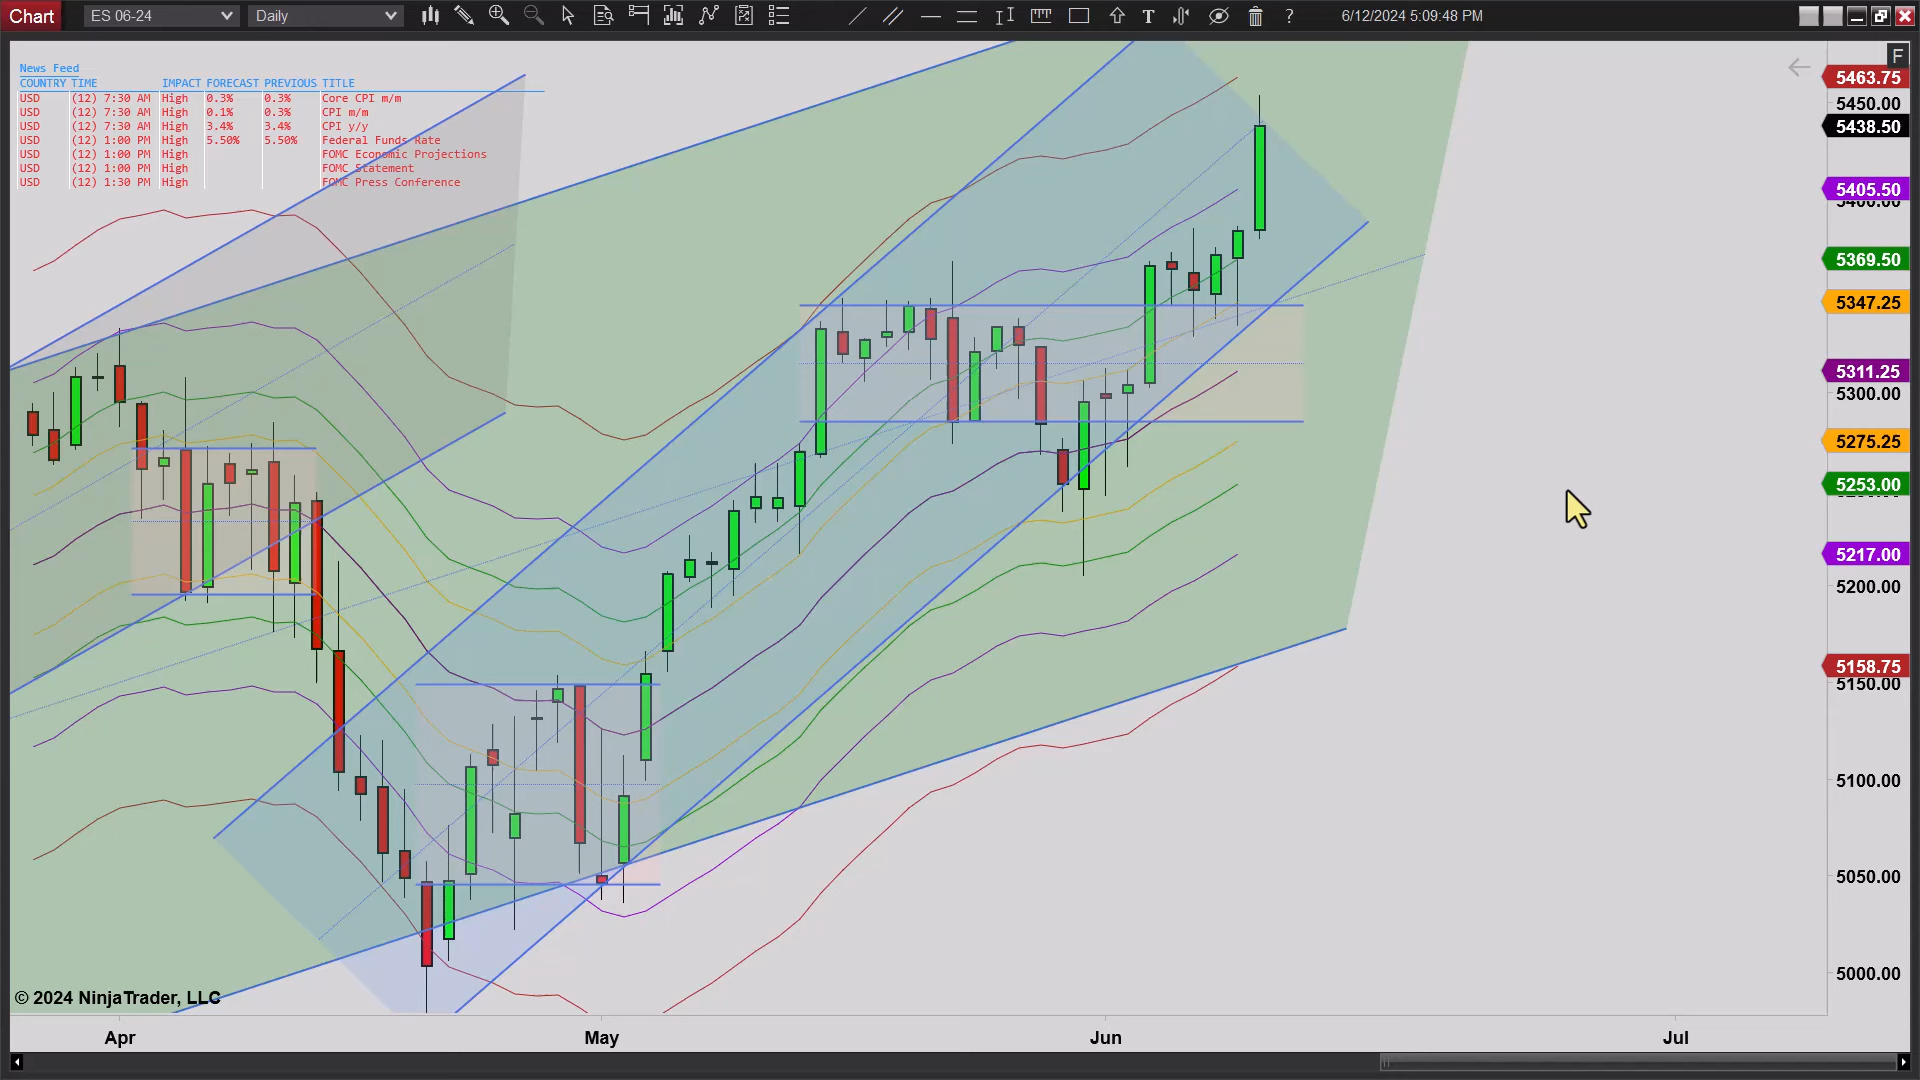 Chart ES 06-24 Daily T ? 6/12/2024 5:09:48 PM
F
News Feed
COUNTRY TIME IMPACT FORECAST PREVIOUS TITLE
USD (12) 7:30 AM High 0.3% 0.3% Core CPI m/m
USD (12) 7:30 AM High 0.1% 0.3% CPI m/m
USD (12) 7:30 AM High 3.4% 3.4% CPI y/y
USD (12) 1:00 PM High 5.50% 5.50% Federal Funds Rate
USD (12) 1:00 PM High FOMC Economic Projections
USD (12) 1:00 PM High FOMC Statement
USD (12) 1:30 PM High FOMC Press Conference
5463.75
5450.00
5438.50
5405.50
5400.00
5369.50
5347.25
5311.25
5300.00
5275.25
5253.00
5217.00
5200.00
5158.75
5150.00
5100.00
5050.00
5000.00
© 2024 NinjaTrader, LLC
Apr May Jun Jul